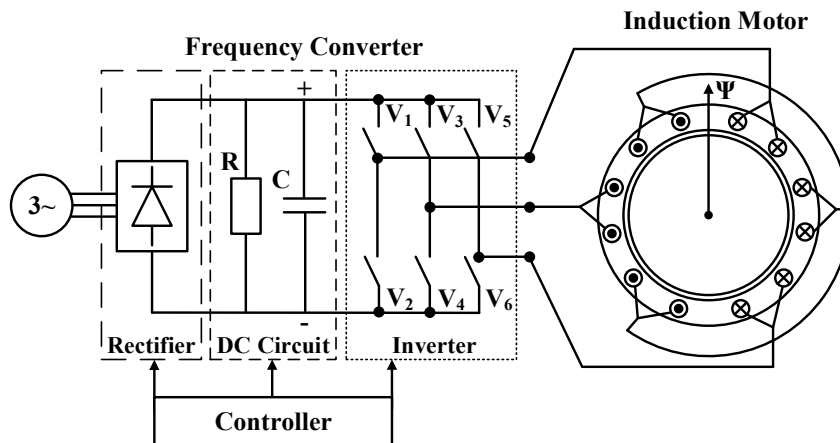 Induction Motor
Frequency Converter
+
Ψ
V1 V3 V5
R
C
3~
V2 V4 V6
-
Rectifier DC Circuit Inverter
Controller